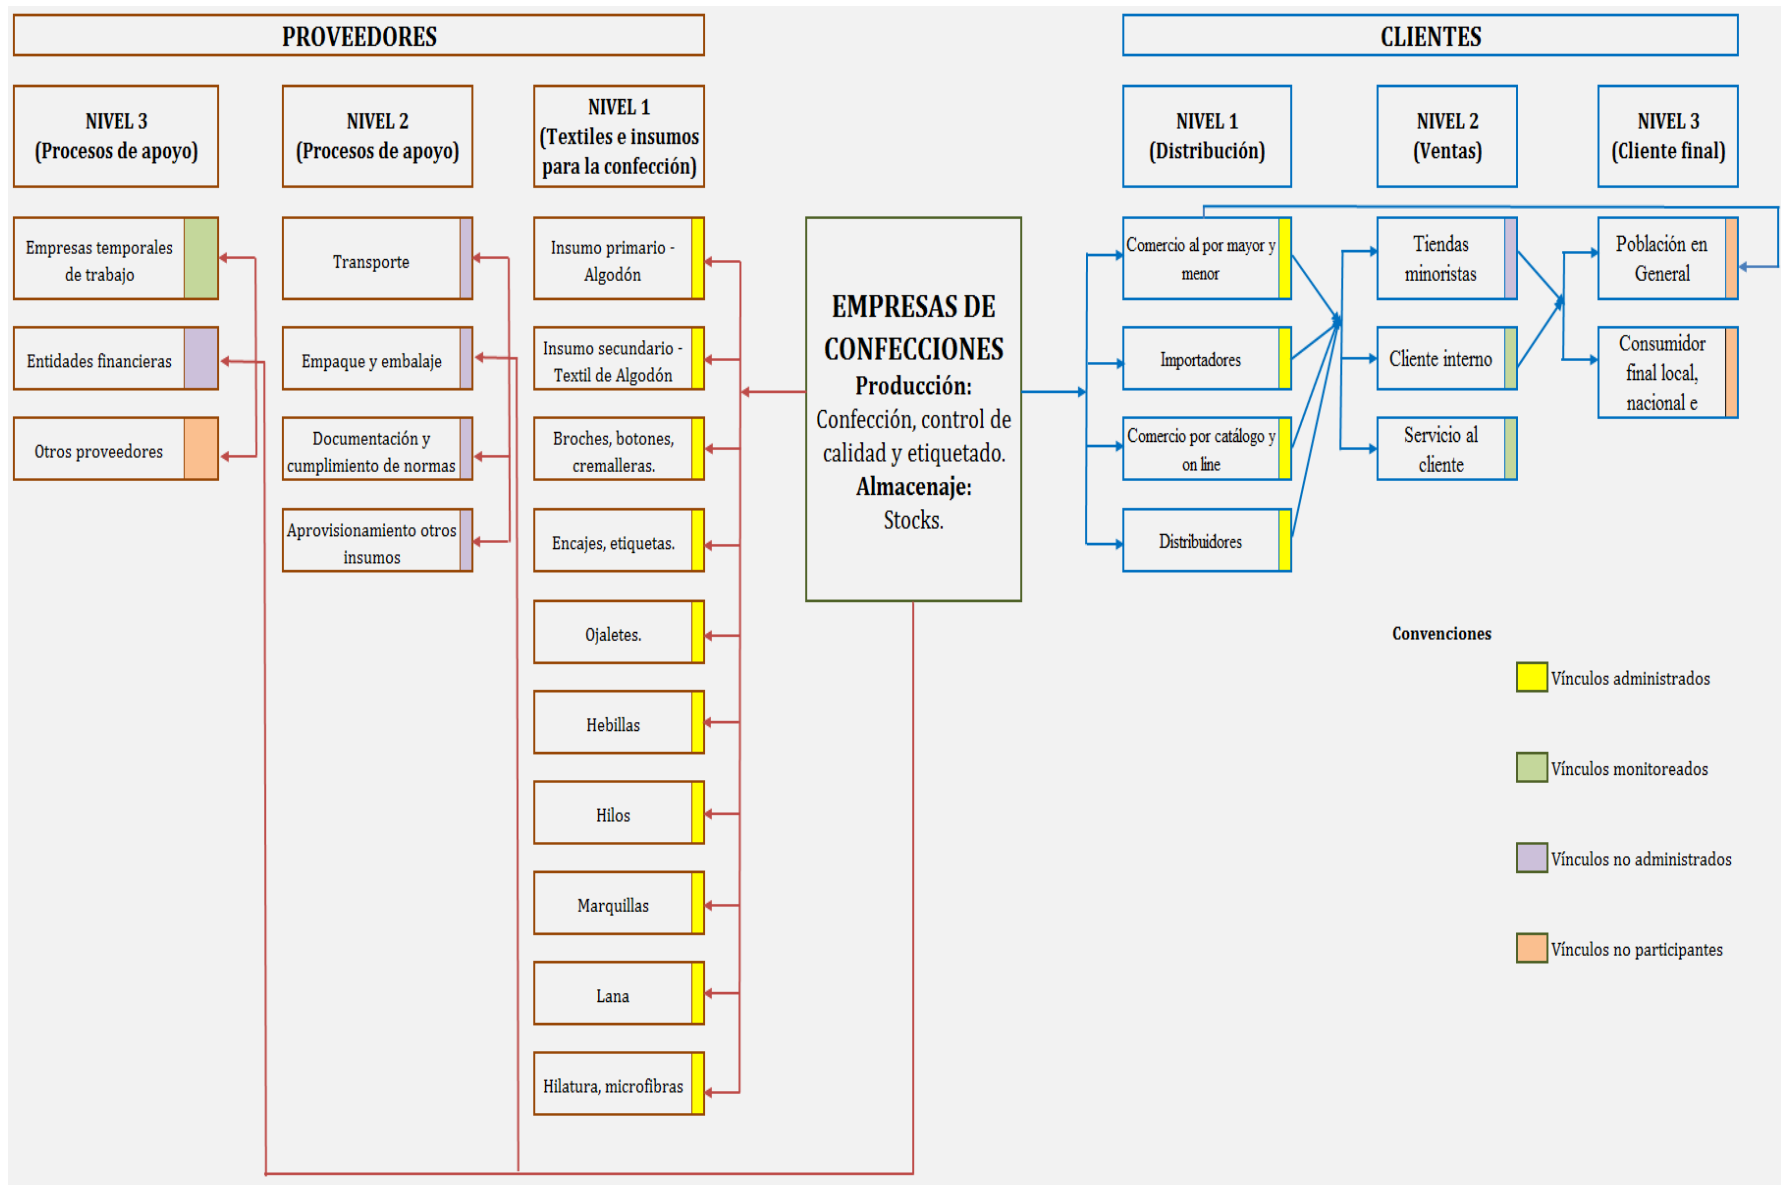 PROVEEDORES
CLIENTES
NIVEL 3
(Procesos de apoyo)
NIVEL 2
(Procesos de apoyo)
NIVEL 1
(Textiles e insumos
para la confección)
NIVEL 1
(Distribución)
NIVEL 2
(Ventas)
NIVEL 3
(Cliente final)
Empresas temporales
de trabajo
Entidades financieras
Otros proveedores
Transporte
Empaque y embalaje
Documentación y
cumplimiento de normas
Aprovisionamiento otros
insumos
Insumo primario -
Algodón
Insumo secundario -
Textil de Algodón
Broches, botones,
cremalleras.
Encajes, etiquetas.
Ojaletes.
Hebillas
Hilos
Marquillas
Lana
Hilatura, microfibras
EMPRESAS DE
CONFECCIONES
Producción:
Confección, control de
calidad y etiquetado.
Almacenaje:
Stocks.
Comercio al por mayor y
menor
Importadores
Comercio por catálogo y
on line
Distribuidores
Tiendas
minoristas
Cliente interno
Servicio al
cliente
Población en
General
Consumidor
final local,
nacional e
Convenciones
Vínculos administrados
Vínculos monitoreados
Vínculos no administrados
Vínculos no participantes